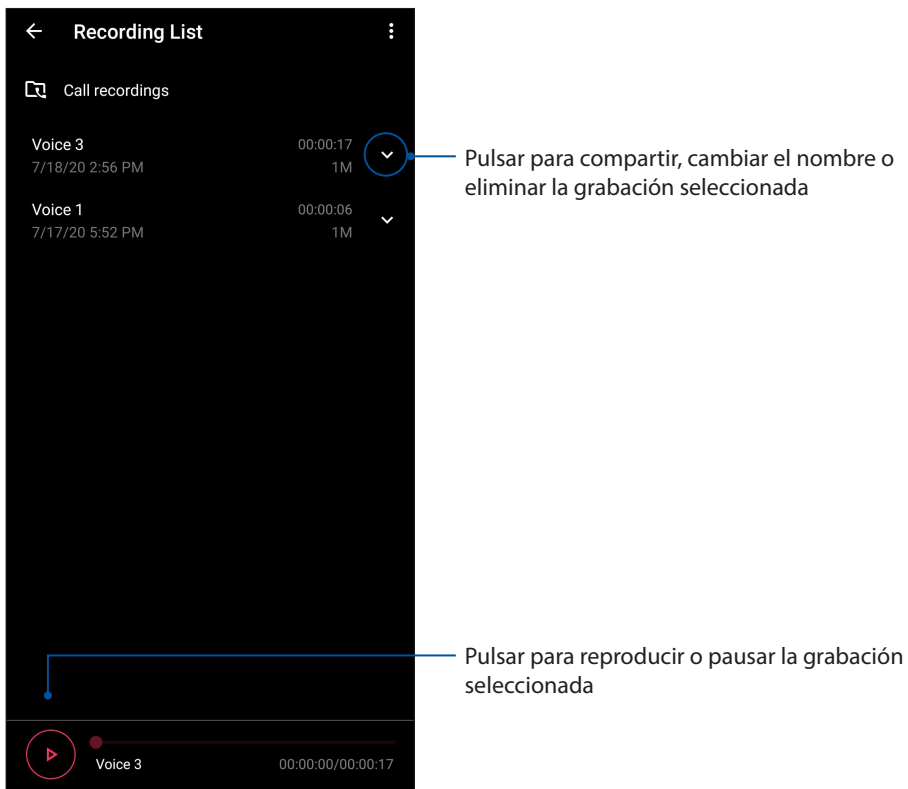 Recording List
Call recordings
Voice 3 00:00:17
7/18/20 2:56 PM 1M
Pulsar para compartir, cambiar el nombre o
eliminar la grabación seleccionada
Voice 1 00:00:06
7/17/20 5:52 PM 1M
Pulsar para reproducir o pausar la grabación
seleccionada
Voice 3 00:00:00/00:00:17